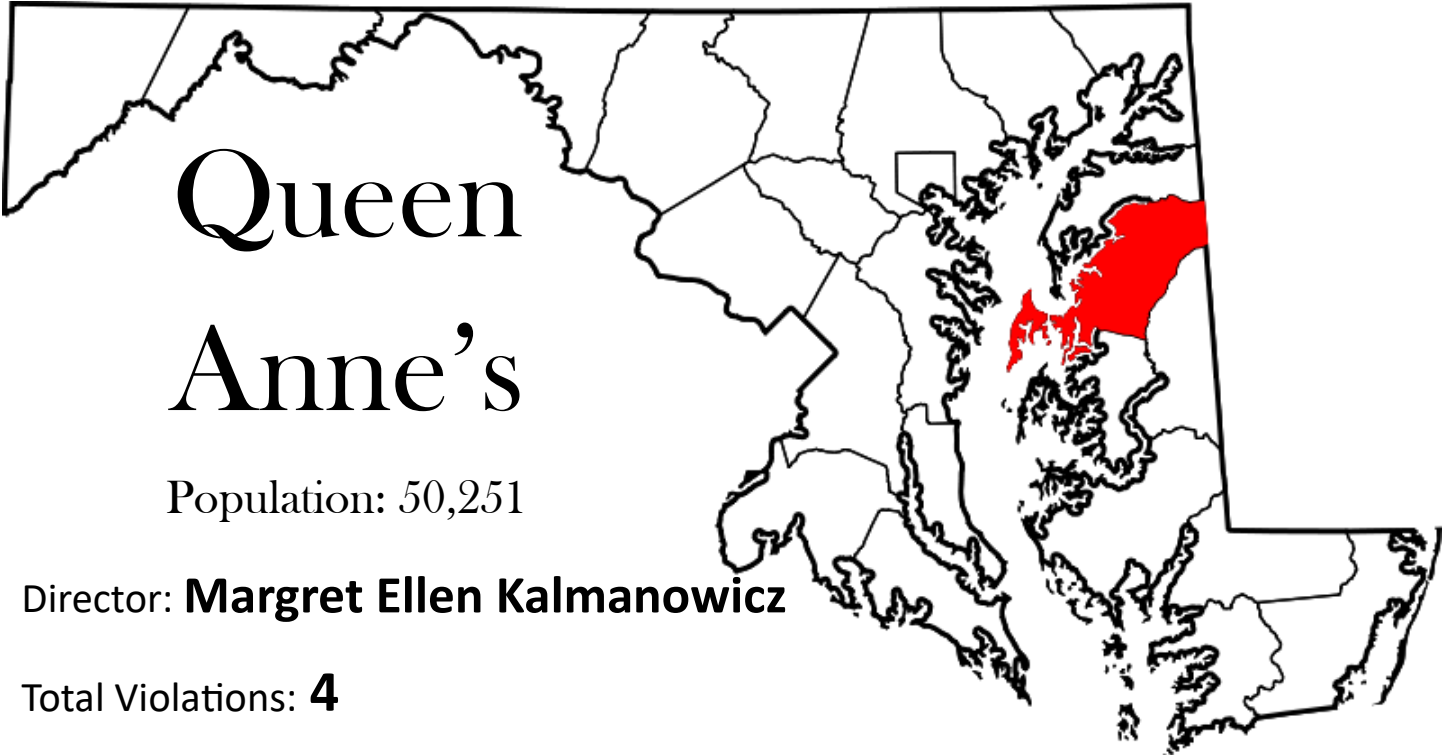 Queen
Anne’s
Population: 50,251
Director: Margret Ellen Kalmanowicz
Total Violations: 4